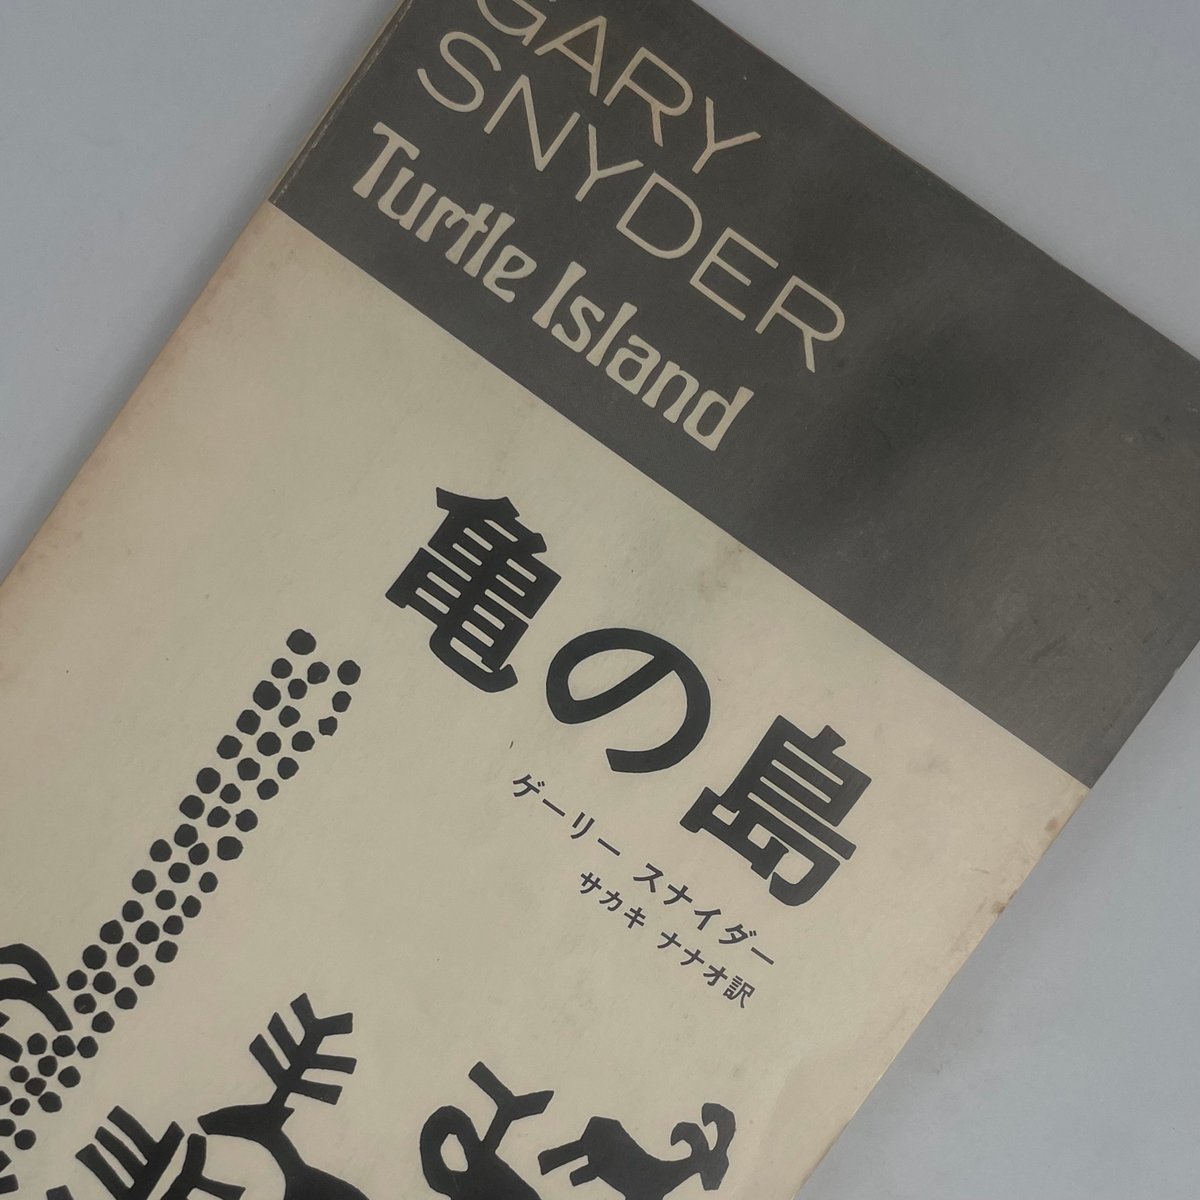 GARY
SNYDER
Turtle Island
亀の島
ゲーリー スナイダー
サカキ ナナオ訳